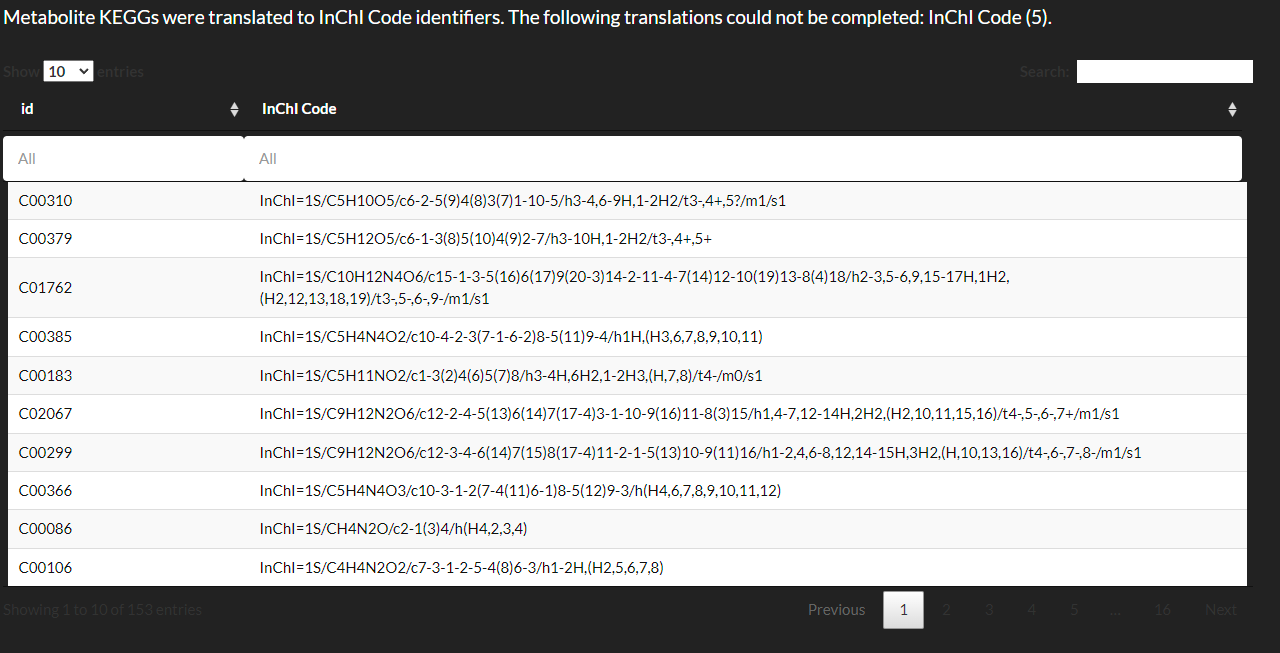 Metabolite KEGGs were translated to InChI Code identifiers. The following translations could not be completed: InChI Code (5).
Show 10 entries
Search:
id InChI Code
All All
C00310 InChI=1S/C5H10O5/c6-2-5(9)4(8)3(7)1-10-5/h3-4,6-9H,1-2H2/t3-,4+,5?/m1/s1
C00379 InChI=1S/C5H12O5/c6-1-3(8)5(10)4(9)2-7/h3-10H,1-2H2/t3-,4+,5+
C01762 InChI=1S/C10H12N4O6/c15-1-3-5(16)6(17)9(20-3)14-2-11-4-7(14)12-10(19)13-8(4)18/h2-3,5-6,9,15-17H,1H2,
(H2,12,13,18,19)/t3-,5-,6-,9-/m1/s1
C00385 InChI=1S/C5H4N4O2/c10-4-2-3(7-1-6-2)8-5(11)9-4/h1H,(H3,6,7,8,9,10,11)
C00183 InChI=1S/C5H11NO2/c1-3(2)4(6)5(7)8/h3-4H,6H2,1-2H3,(H,7,8)/t4-/m0/s1
C02067 InChI=1S/C9H12N2O6/c12-2-4-5(13)6(14)7(17-4)3-1-10-9(16)11-8(3)15/h1,4-7,12-14H,2H2,(H2,10,11,15,16)/t4-,5-,6-,7+/m1/s1
C00299 InChI=1S/C9H12N2O6/c12-3-4-6(14)7(15)8(17-4)11-2-1-5(13)10-9(11)16/h1-2,4,6-8,12,14-15H,3H2,(H,10,13,16)/t4-,6-,7-,8-/m1/s1
C00366 InChI=1S/C5H4N4O3/c10-3-1-2(7-4(11)6-1)8-5(12)9-3/h(H4,6,7,8,9,10,11,12)
C00086 InChI=1S/CH4N2O/c2-1(3)4/h(H4,2,3,4)
C00106 InChI=1S/C4H4N2O2/c7-3-1-2-5-4(8)6-3/h1-2H,(H2,5,6,7,8)
Showing 1 to 10 of 153 entries
Previous 1 2 3 4 5 ... 16 Next